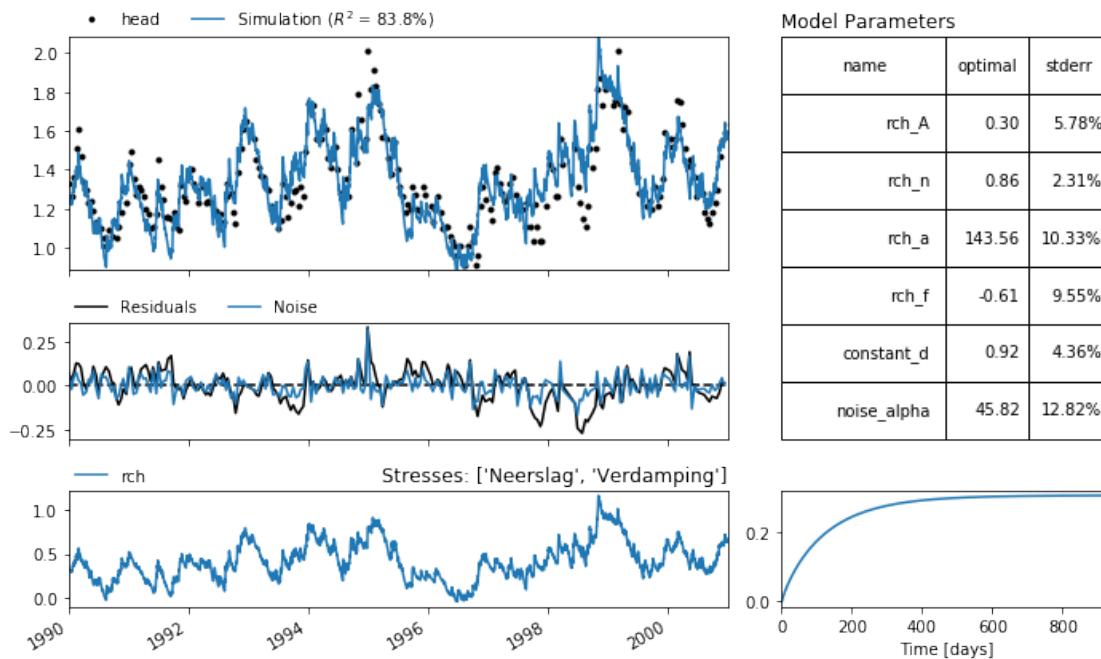 head Simulation (R² = 83.8%)
2.0
1.8
1.6
1.4
1.2
1.0
Residuals Noise
0.25
0.00
−0.25
rch Stresses: ['Neerslag', 'Verdamping']
1.0
0.5
0.0
1990 1992 1994 1996 1998 2000
Model Parameters
name optimal stderr
rch_A 0.30 5.78%
rch_n 0.86 2.31%
rch_a 143.56 10.33%
rch_f -0.61 9.55%
constant_d 0.92 4.36%
noise_alpha 45.82 12.82%
0.2
0.0
0 200 400 600 800
Time [days]